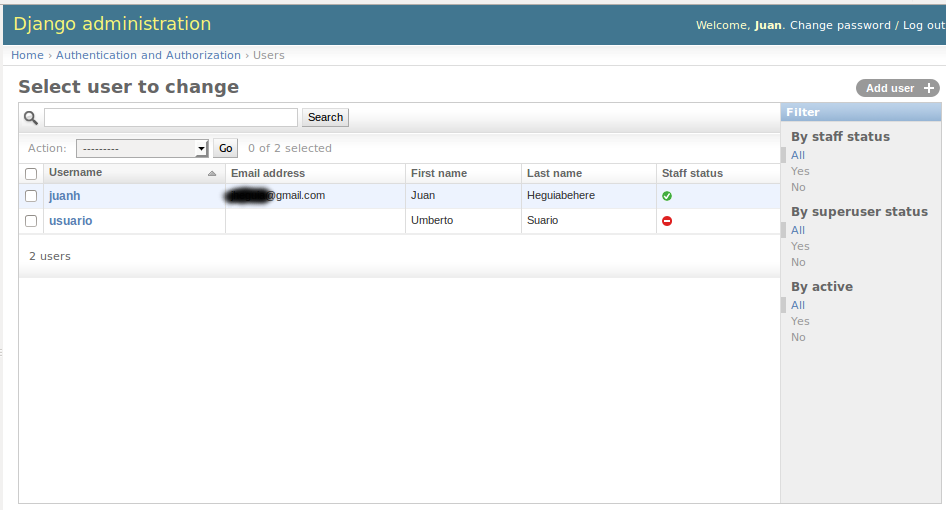 Django administration
Welcome, Juan. Change password / Log out
Home › Authentication and Authorization › Users
Select user to change
Add user +
Search
Action: --------- Go 0 of 2 selected
Username Email address First name Last name Staff status
juanh @gmail.com Juan Heguiabehere
usuario Umberto Suario
2 users
Filter
By staff status
All
Yes
No
By superuser status
All
Yes
No
By active
All
Yes
No